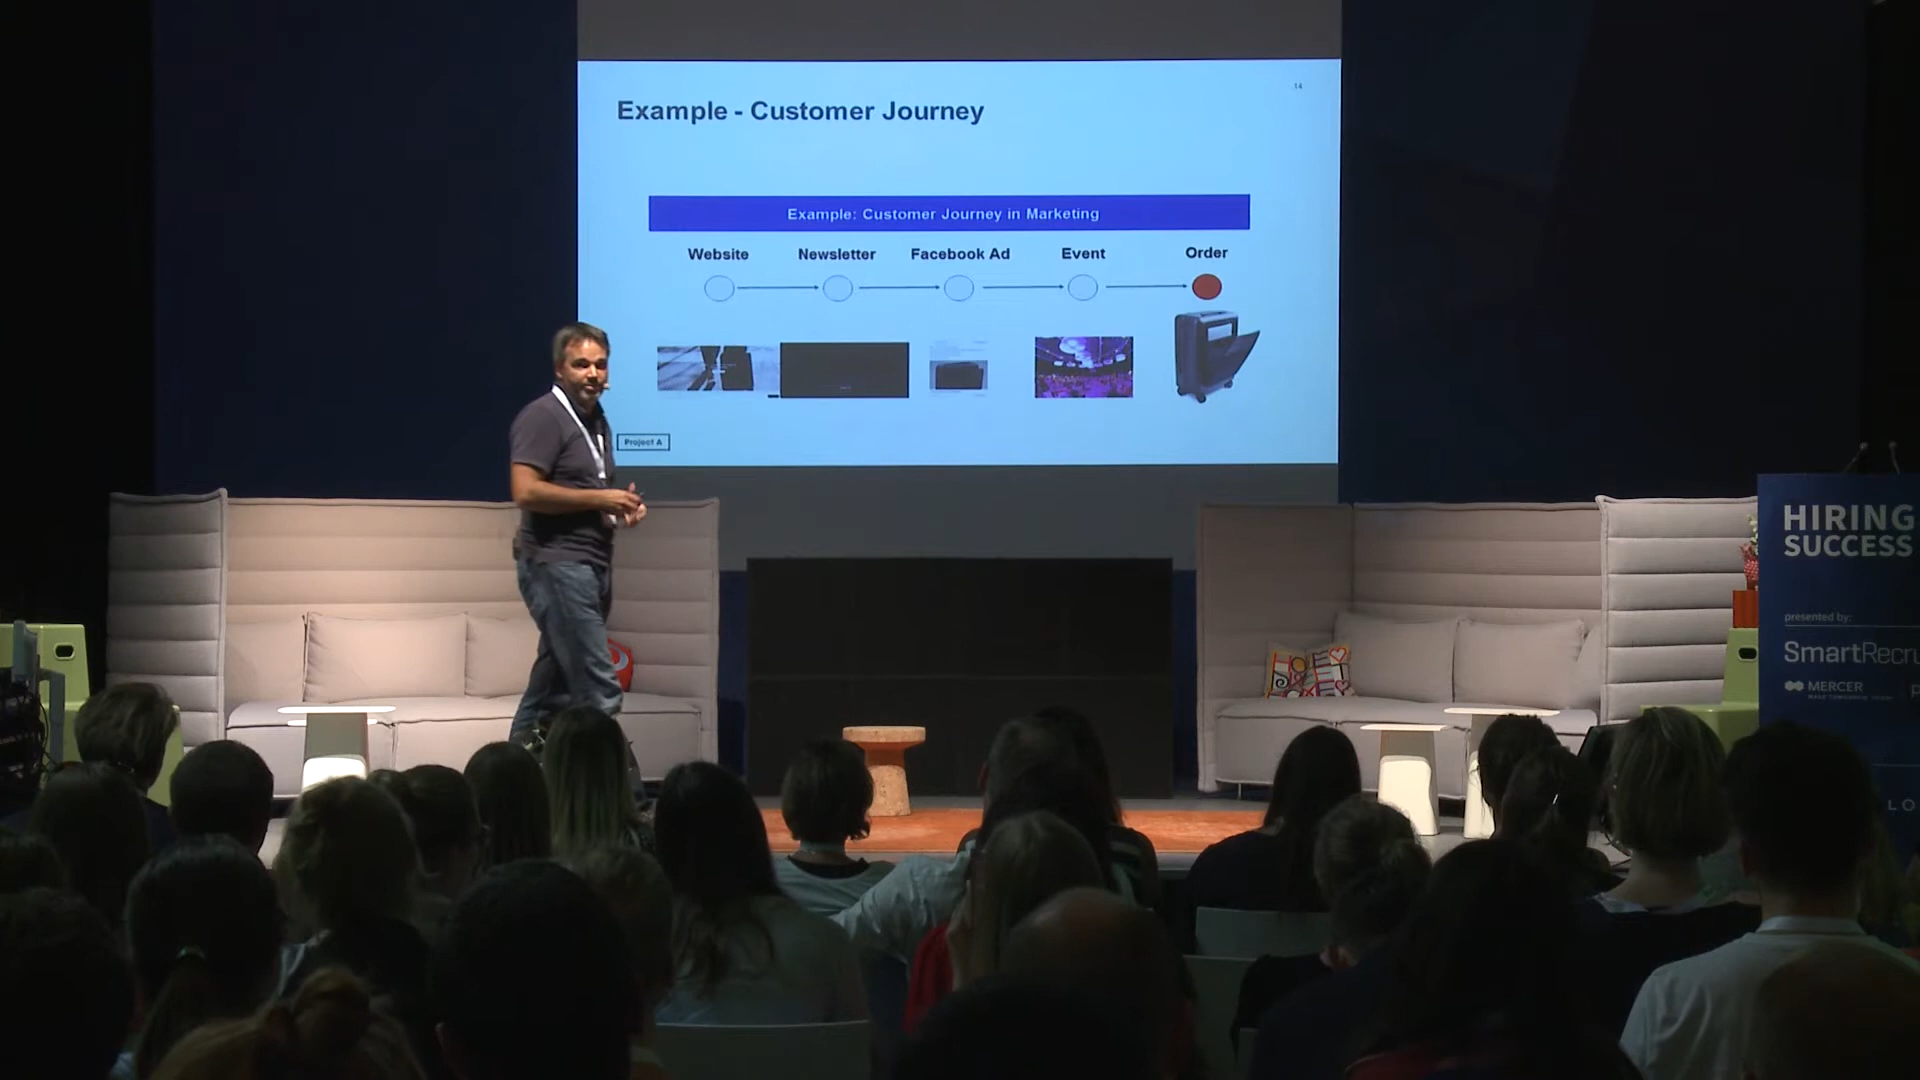 14
Example - Customer Journey
Example: Customer Journey in Marketing
Website Newsletter Facebook Ad Event Order
Project A
HIRING
SUCCESS
presented by:
SmartRecru
MERCER